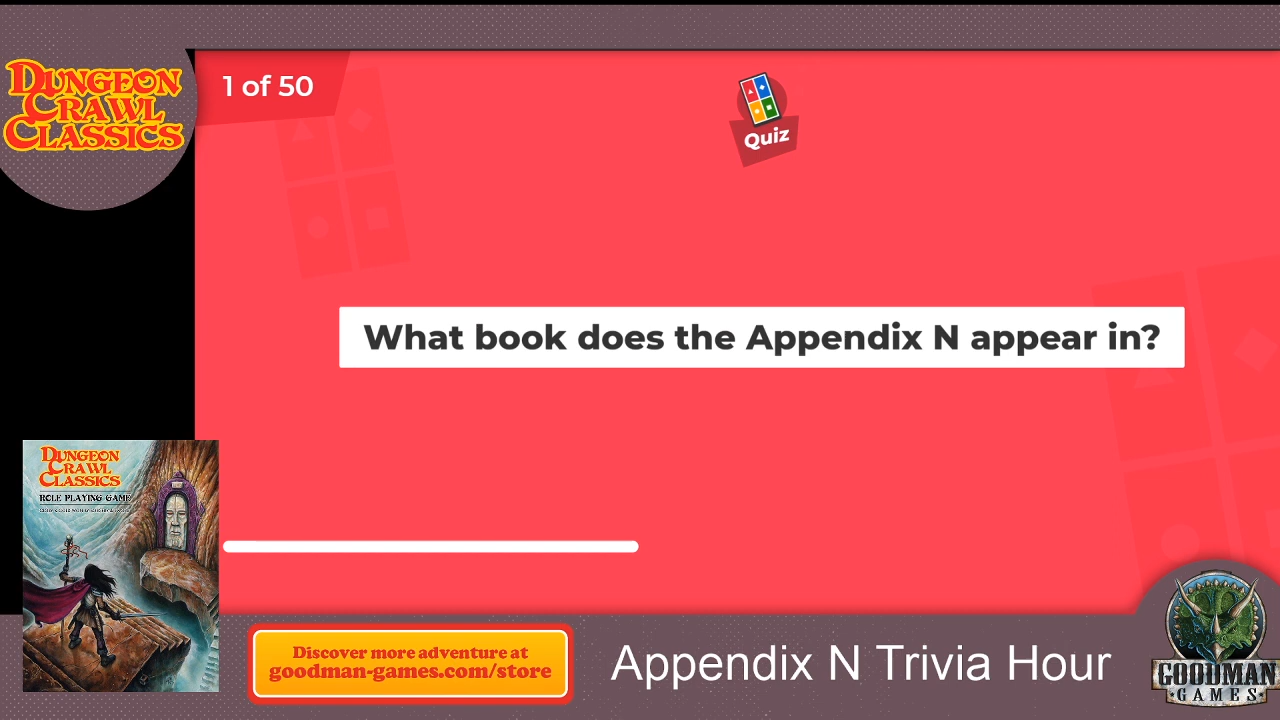 DUNGEON
CRAWL
CLASSICS
1 of 50
Quiz
What book does the Appendix N appear in?
DUNGEON
CRAWL
CLASSICS
ROLE PLAYING GAME
Discover more adventure at
goodman-games.com/store
Appendix N Trivia Hour
GOODMAN
GAMES